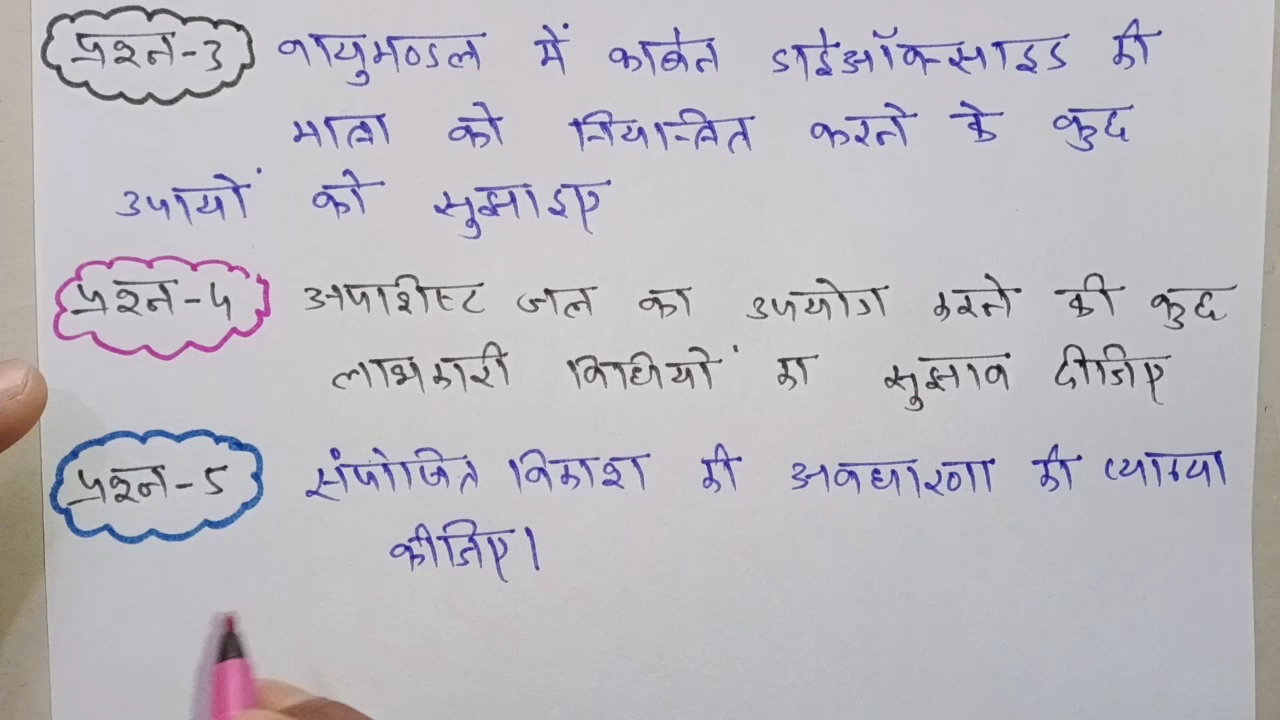 प्रश्न-3 वायुमण्डल में कार्बन डाईऑक्साइड की
मात्रा को नियन्त्रित करने के कुछ
उपायों को सुझाइए
प्रश्न-4 अपशिष्ट जल का उपयोग करने की कुछ
लाभकारी विधियों का सुझाव दीजिए
प्रश्न-5 संपोजित विकाश की अवधारणा की व्याख्या
कीजिए।